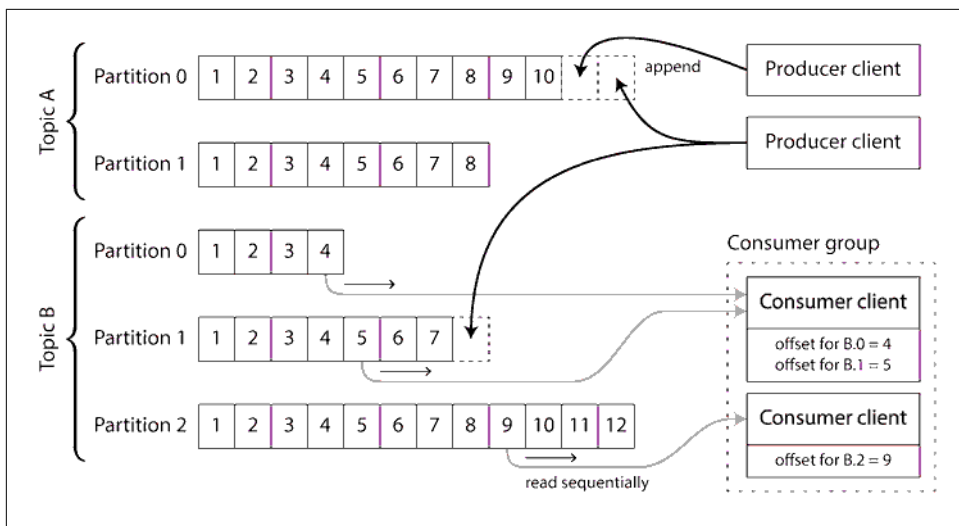 Topic A
Partition 0
1 2 3 4 5 6 7 8 9 10
append
Producer client
Producer client
Partition 1
1 2 3 4 5 6 7 8
Topic B
Partition 0
1 2 3 4
Partition 1
1 2 3 4 5 6 7
Partition 2
1 2 3 4 5 6 7 8 9 10 11 12
read sequentially
Consumer group
Consumer client
offset for B.0 = 4
offset for B.1 = 5
Consumer client
offset for B.2 = 9